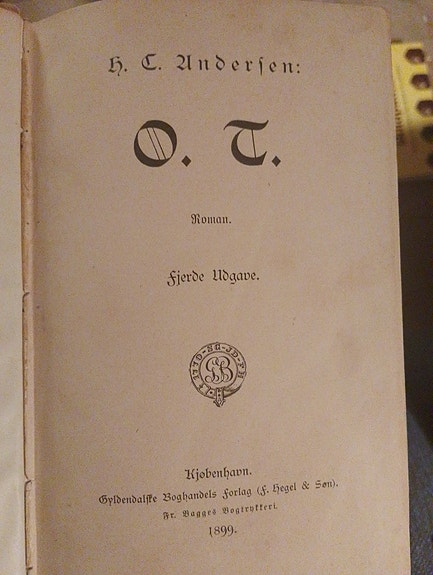 H. C. Andersen:
O. T.
Roman.
Fjerde Udgave.
Kjøbenhavn.
Gyldendalske Boghandels Forlag (F. Hegel & Søn).
Fr. Bagges Bogtrykkeri.
1899.